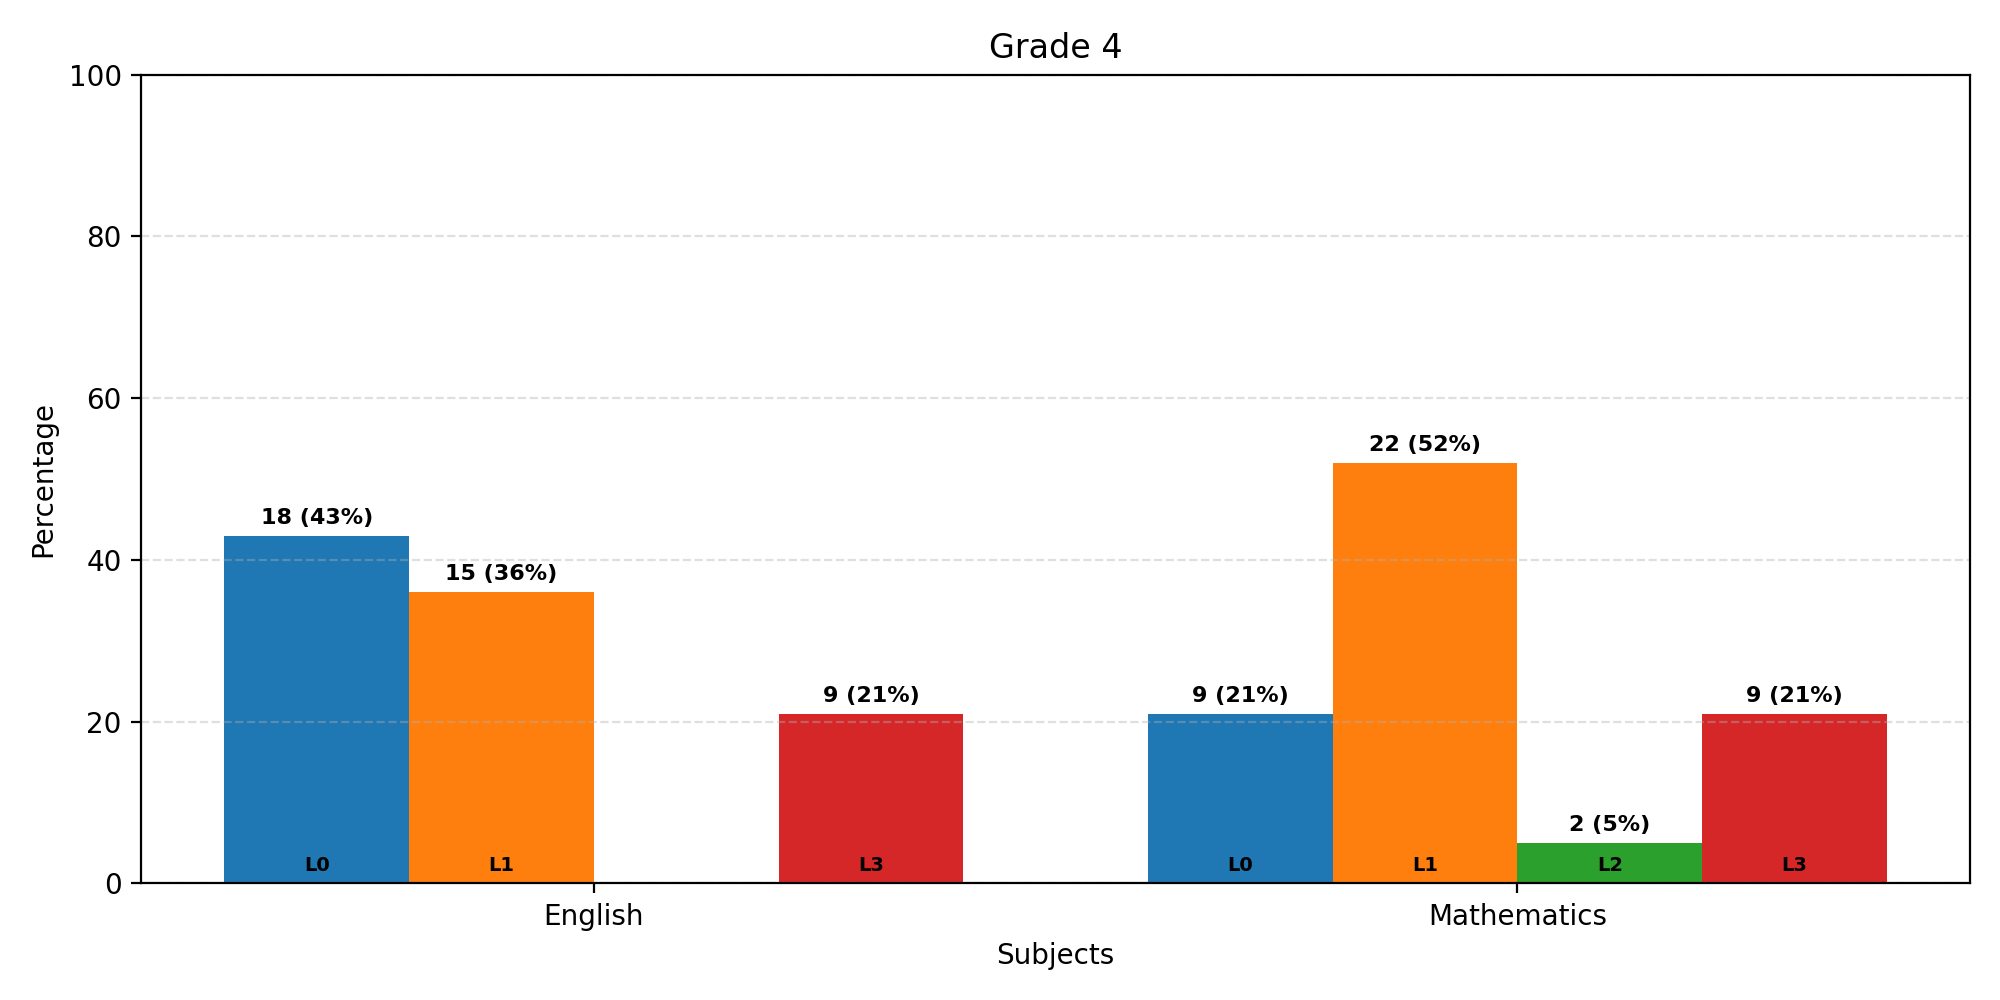 Grade 4
Percentage
100
80
60
40
20
0
18 (43%)
15 (36%)
9 (21%)
9 (21%)
22 (52%)
2 (5%)
9 (21%)
L0
L1
L3
L0
L1
L2
L3
English
Mathematics
Subjects